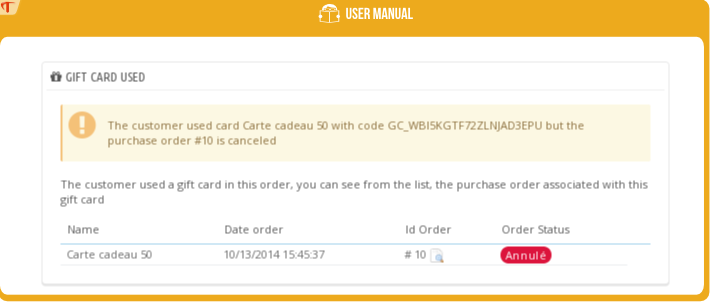 USER MANUAL
GIFT CARD USED
The customer used card Carte cadeau 50 with code GC_WBI5KGTF72ZLNJAD3EPU but the
purchase order #10 is canceled
The customer used a gift card in this order, you can see from the list, the purchase order associated with this
gift card
Name Date order Id Order Order Status
Carte cadeau 50 10/13/2014 15:45:37 # 10 Annulé